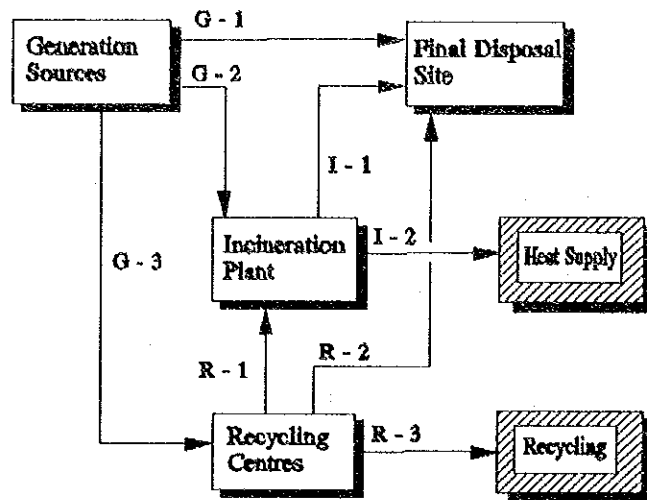 G - 1
Generation
Sources
Final Disposal
Site
G - 2
I - 1
Incineration
Plant
I - 2
Heat Supply
G - 3
R - 1
R - 2
Recycling
Centres
R - 3
Recycling